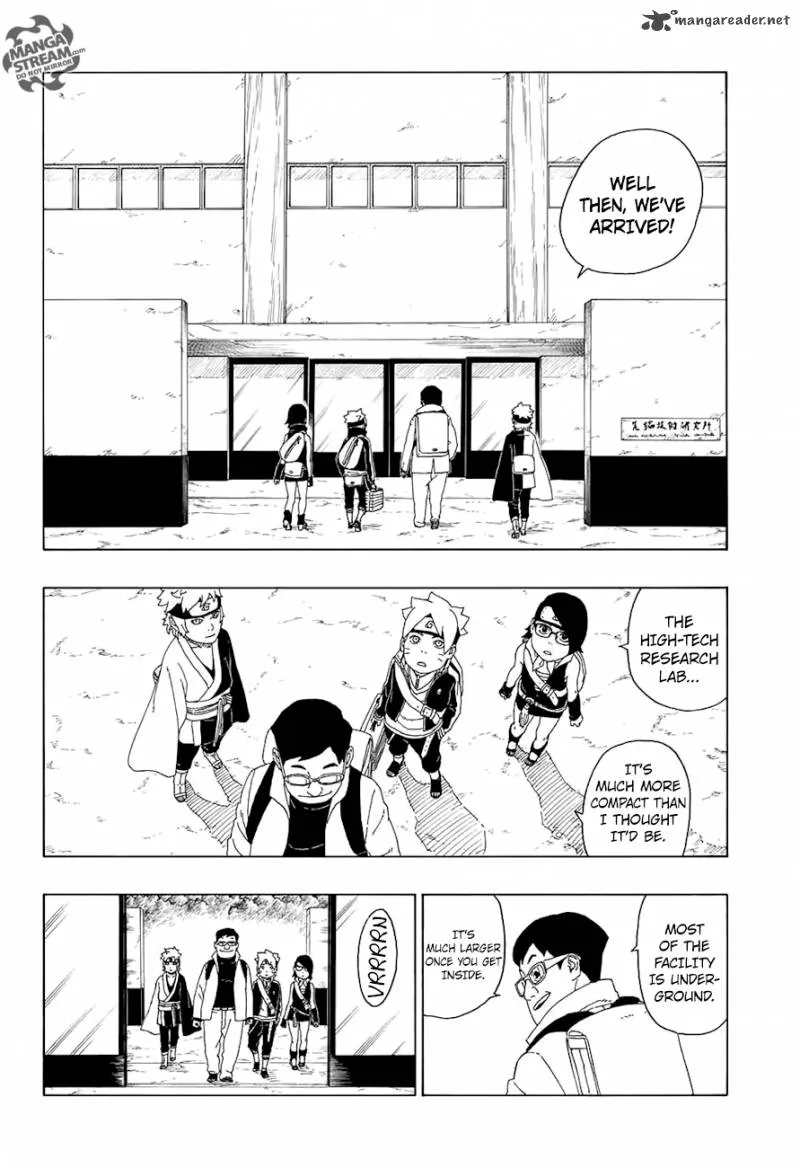 MANGA
STREAM.com
DO NOT MIRROR
mangareader.net
WELL
THEN, WE'VE
ARRIVED!
THE
HIGH-TECH
RESEARCH
LAB...
IT'S
MUCH MORE
COMPACT THAN
I THOUGHT
IT'D BE.
VRRRRN
MOST
OF THE
FACILITY
IS UNDER-
GROUND.
IT'S
MUCH LARGER
ONCE YOU GET
INSIDE.